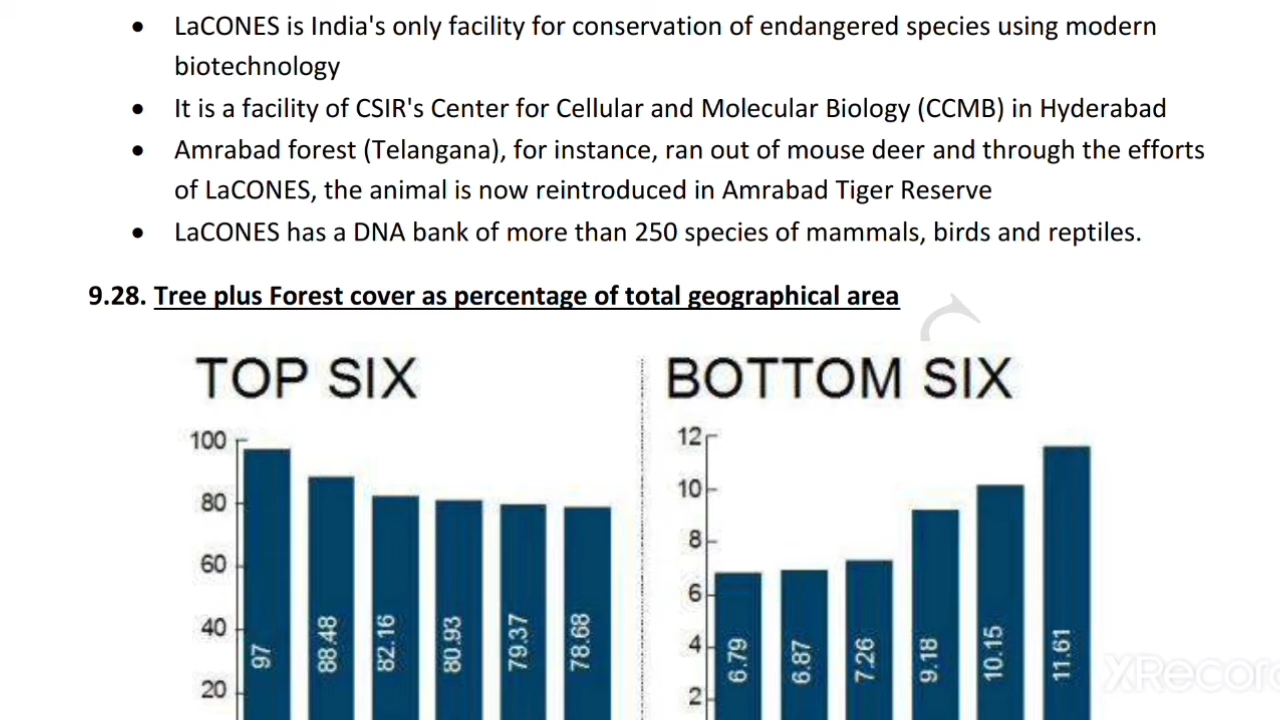 • LaCONES is India's only facility for conservation of endangered species using modern
biotechnology
• It is a facility of CSIR's Center for Cellular and Molecular Biology (CCMB) in Hyderabad
• Amrabad forest (Telangana), for instance, ran out of mouse deer and through the efforts
of LaCONES, the animal is now reintroduced in Amrabad Tiger Reserve
• LaCONES has a DNA bank of more than 250 species of mammals, birds and reptiles.
9.28. Tree plus Forest cover as percentage of total geographical area
TOP SIX
100
80
60
40
20
97
88.48
82.16
80.93
79.37
78.68
BOTTOM SIX
12
10
8
6
4
2
6.79
6.87
7.26
9.18
10.15
11.61
XRecor